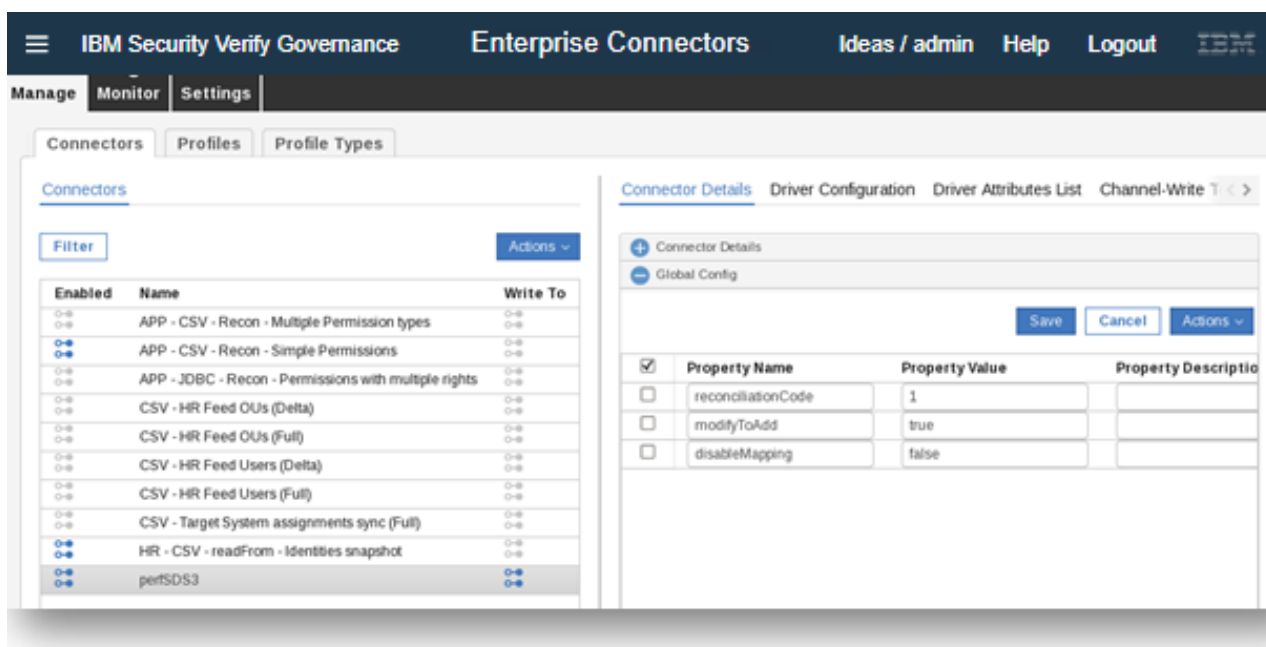 IBM Security Verify Governance Enterprise Connectors Ideas / admin Help Logout IBM
Manage Monitor Settings
Connectors Profiles Profile Types
Connectors
Connector Details Driver Configuration Driver Attributes List Channel-Write T
Filter Actions
Connector Details
Global Config
Enabled Name Write To
Save Cancel Actions
APP - CSV - Recon - Multiple Permission types
APP - CSV - Recon - Simple Permissions
APP - JDBC - Recon - Permissions with multiple rights
CSV - HR Feed OUs (Delta)
CSV - HR Feed OUs (Full)
CSV - HR Feed Users (Delta)
CSV - HR Feed Users (Full)
CSV - Target System assignments sync (Full)
HR - CSV - readFrom - Identities snapshot
perfSDS3
Property Name Property Value Property Descriptio
reconciliationCode 1
modifyToAdd true
disableMapping false